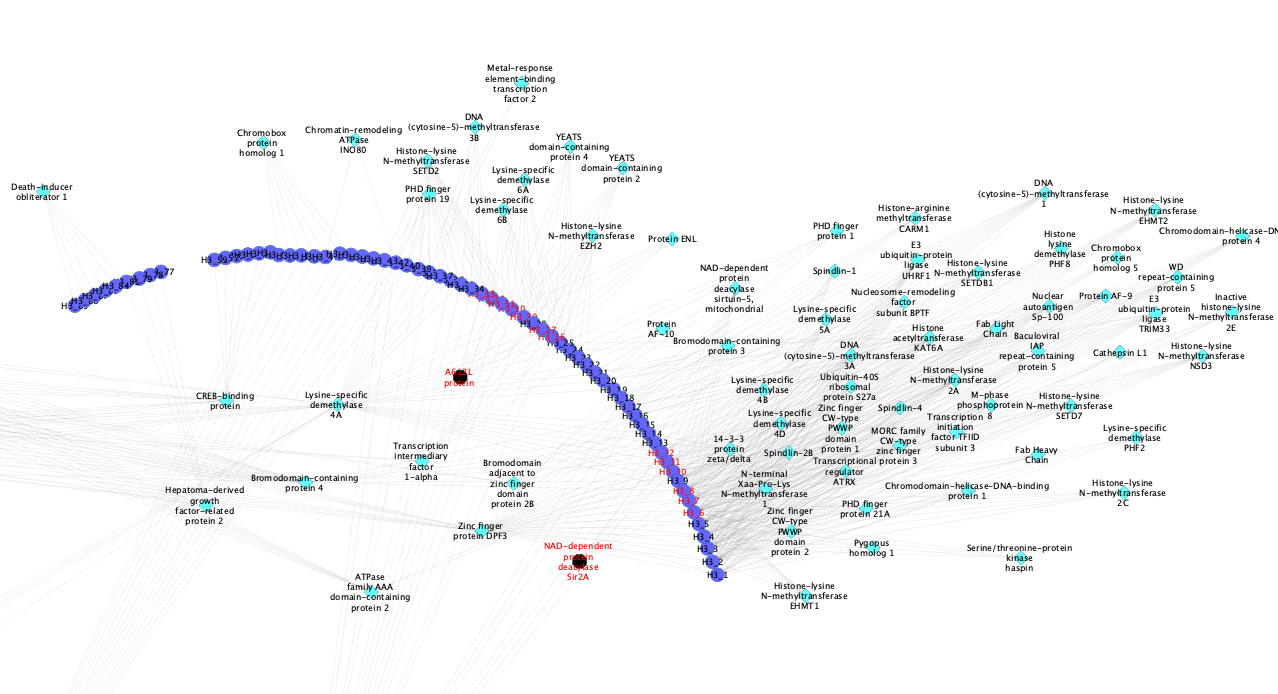 Metal-response
element-binding
transcription
factor 2
DNA
(cytosine-5)-methyltransferase
3B
Chromobox
protein
homolog 1
Chromatin-remodeling
ATPase
INO80
Histone-lysine
N-methyltransferase
SETD2
YEATS
domain-containing
protein 4
YEATS
domain-containing
protein 2
Lysine-specific
demethylase
6A
PHD finger
protein 19
Lysine-specific
demethylase
6B
Death-inducer
obliterator 1
Histone-lysine
N-methyltransferase
EZH2
Protein ENL
PHD finger
protein 1
Histone-arginine
methyltransferase
CARM1
DNA
(cytosine-5)-methyltransferase
1
Histone-lysine
N-methyltransferase
EHMT2
Chromodomain-helicase-DN
protein 4
E3
ubiquitin-protein
ligase
UHRF1
Histone
lysine
demethylase
PHF8
Chromobox
protein
homolog 5
NAD-dependent
protein
deacylase
sirtuin-5,
mitochondrial
Spindlin-1
Histone-lysine
N-methyltransferase
SETDB1
WD
repeat-containing
protein 5
Nucleosome-remodeling
factor
subunit BPTF
Nuclear
autoantigen
Sp-100
Protein AF-9
E3
ubiquitin-protein
ligase
TRIM33
Inactive
histone-lysine
N-methyltransferase
2E
Lysine-specific
demethylase
5A
Protein
AF-10
Bromodomain-containing
protein 3
Histone
acetyltransferase
KAT6A
Fab Light
Chain
Baculoviral
IAP
repeat-containing
protein 5
Cathepsin L1
Histone-lysine
N-methyltransferase
NSD3
DNA
(cytosine-5)-methyltransferase
3A
Ubiquitin-40S
ribosomal
protein S27a
Histone-lysine
N-methyltransferase
2A
Lysine-specific
demethylase
4B
Zinc finger
CW-type
PWWP
domain
protein 1
Spindlin-4
M-phase
phosphoprotein
8
Histone-lysine
N-methyltransferase
SETD7
Lysine-specific
demethylase
4D
MORC family
CW-type
zinc finger
protein 3
Transcription
initiation
factor TFIID
subunit 3
Lysine-specific
demethylase
PHF2
14-3-3
protein
zeta/delta
Spindlin-2B
Transcriptional
regulator
ATRX
Fab Heavy
Chain
N-terminal
Xaa-Pro-Lys
N-methyltransferase
1
Chromodomain-helicase-DNA-binding
protein 1
Histone-lysine
N-methyltransferase
2C
PHD finger
protein 21A
Zinc finger
CW-type
PWWP
domain
protein 2
Pygopus
homolog 1
Serine/threonine-protein
kinase
haspin
Histone-lysine
N-methyltransferase
EHMT1
protein
CREB-binding
protein
Lysine-specific
demethylase
4A
Transcription
intermediary
factor
1-alpha
Bromodomain-containing
protein 4
Hepatoma-derived
growth
factor-related
protein 2
Bromodomain
adjacent to
zinc finger
domain
protein 2B
Zinc finger
protein DPF3
NAD-dependent
protein
deacylase
Sir2A
ATPase
family AAA
domain-containing
protein 2
H3_34
H3_23
H3_22
H3_21
H3_20
H3_19
H3_18
H3_17
H3_16
H3_15
H3_14
H3_13
H3_12
H3_11
H3_10
H3_9
H3_8
H3_7
H3_6
H3_5
H3_4
H3_3
H3_2
H3_1